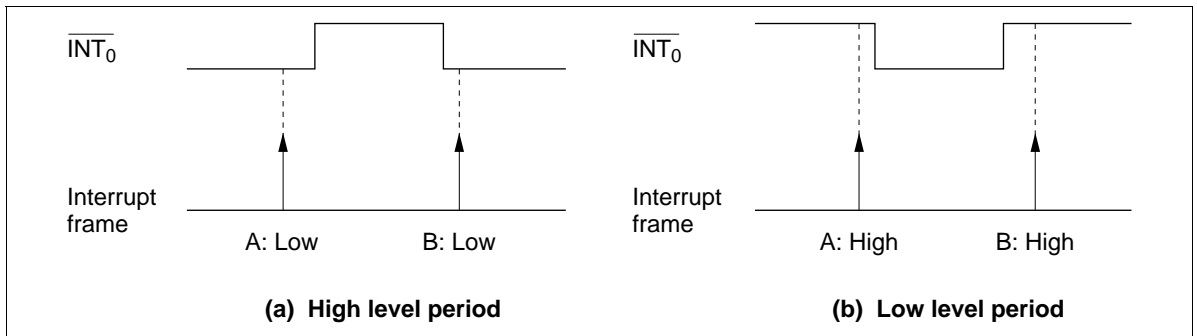 INT0
Interrupt
frame
A: Low B: Low
(a) High level period
INT0
Interrupt
frame
A: High B: High
(b) Low level period